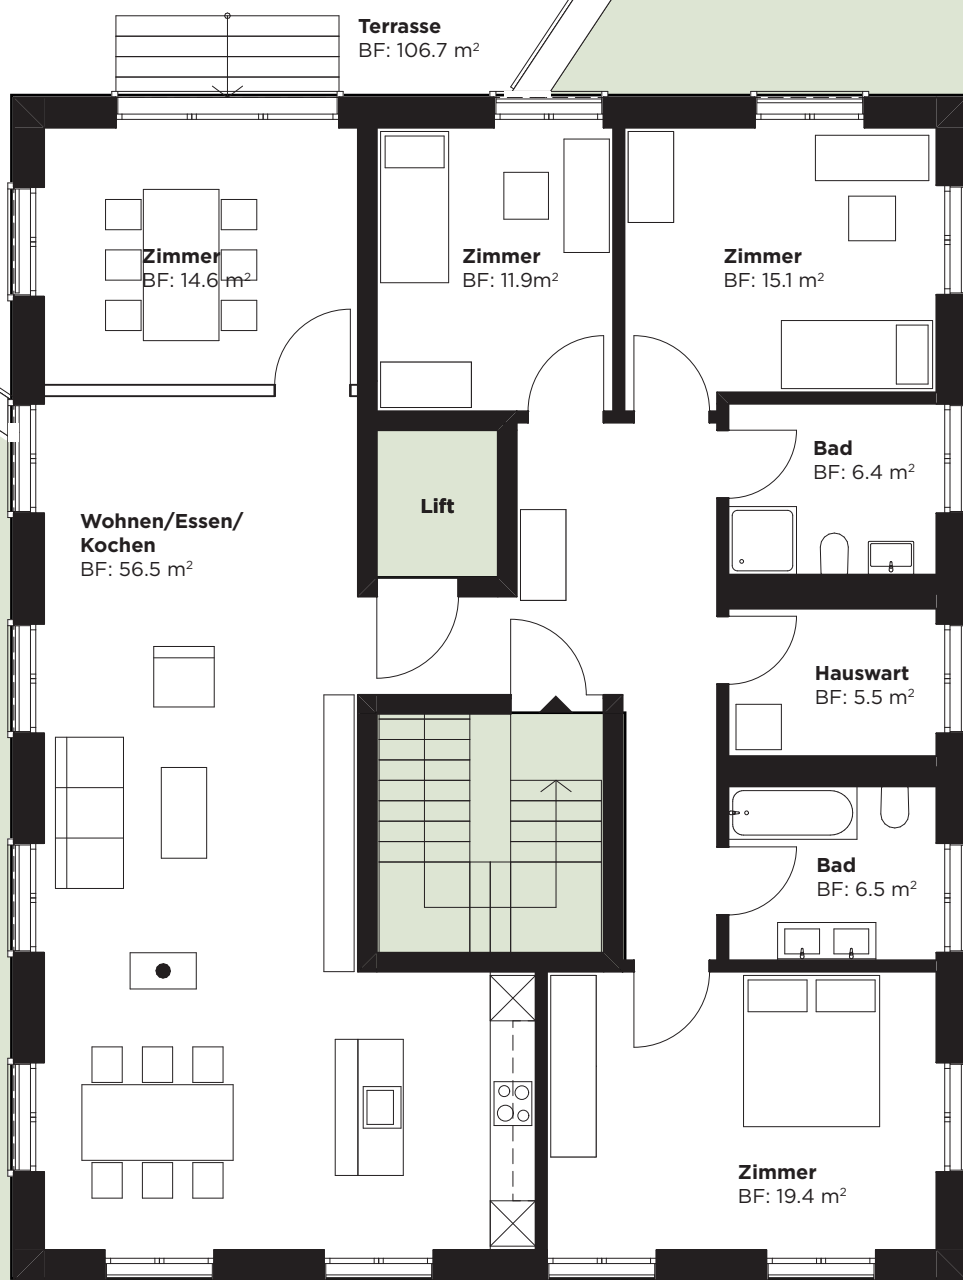 Terrasse
BF: 106.7 m²
Zimmer
BF: 14.6 m²
Zimmer
BF: 11.9m²
Zimmer
BF: 15.1 m²
Bad
BF: 6.4 m²
Lift
Wohnen/Essen/
Kochen
BF: 56.5 m²
Hauswart
BF: 5.5 m²
Bad
BF: 6.5 m²
Zimmer
BF: 19.4 m²